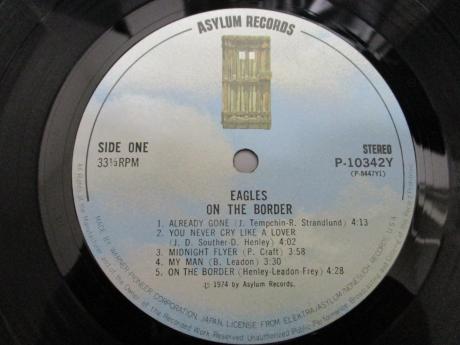 ASYLUM RECORDS
SIDE ONE
33⅓RPM
STEREO
P-10342Y
(P-8447Y1)
EAGLES
ON THE BORDER
1. ALREADY GONE (J. Tempchin-R. Strandlund) 4:13
2. YOU NEVER CRY LIKE A LOVER
(J. D. Souther-D. Henley) 4:02
3. MIDNIGHT FLYER (P. Craft) 3:58
4. MY MAN (B. Leadon) 3:30
5. ON THE BORDER (Henley-Leadon-Frey) 4:28
℗ 1974 by Asylum Records.
MADE BY WARNER-PIONEER CORPORATION, JAPAN, LICENSE FROM ELEKTRA/ASYLUM/NONESUCH RECORDS, U.S.A.
of the Recorded Work Reserved Unauthorized Public Performance